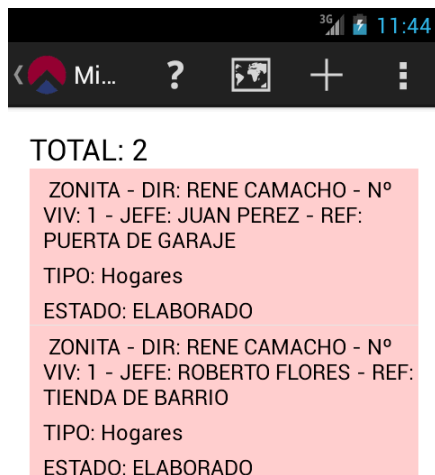 3G 11:44
Mi... ?
TOTAL: 2
ZONITA - DIR: RENE CAMACHO - Nº
VIV: 1 - JEFE: JUAN PEREZ - REF:
PUERTA DE GARAJE
TIPO: Hogares
ESTADO: ELABORADO
ZONITA - DIR: RENE CAMACHO - Nº
VIV: 1 - JEFE: ROBERTO FLORES - REF:
TIENDA DE BARRIO
TIPO: Hogares
ESTADO: ELABORADO